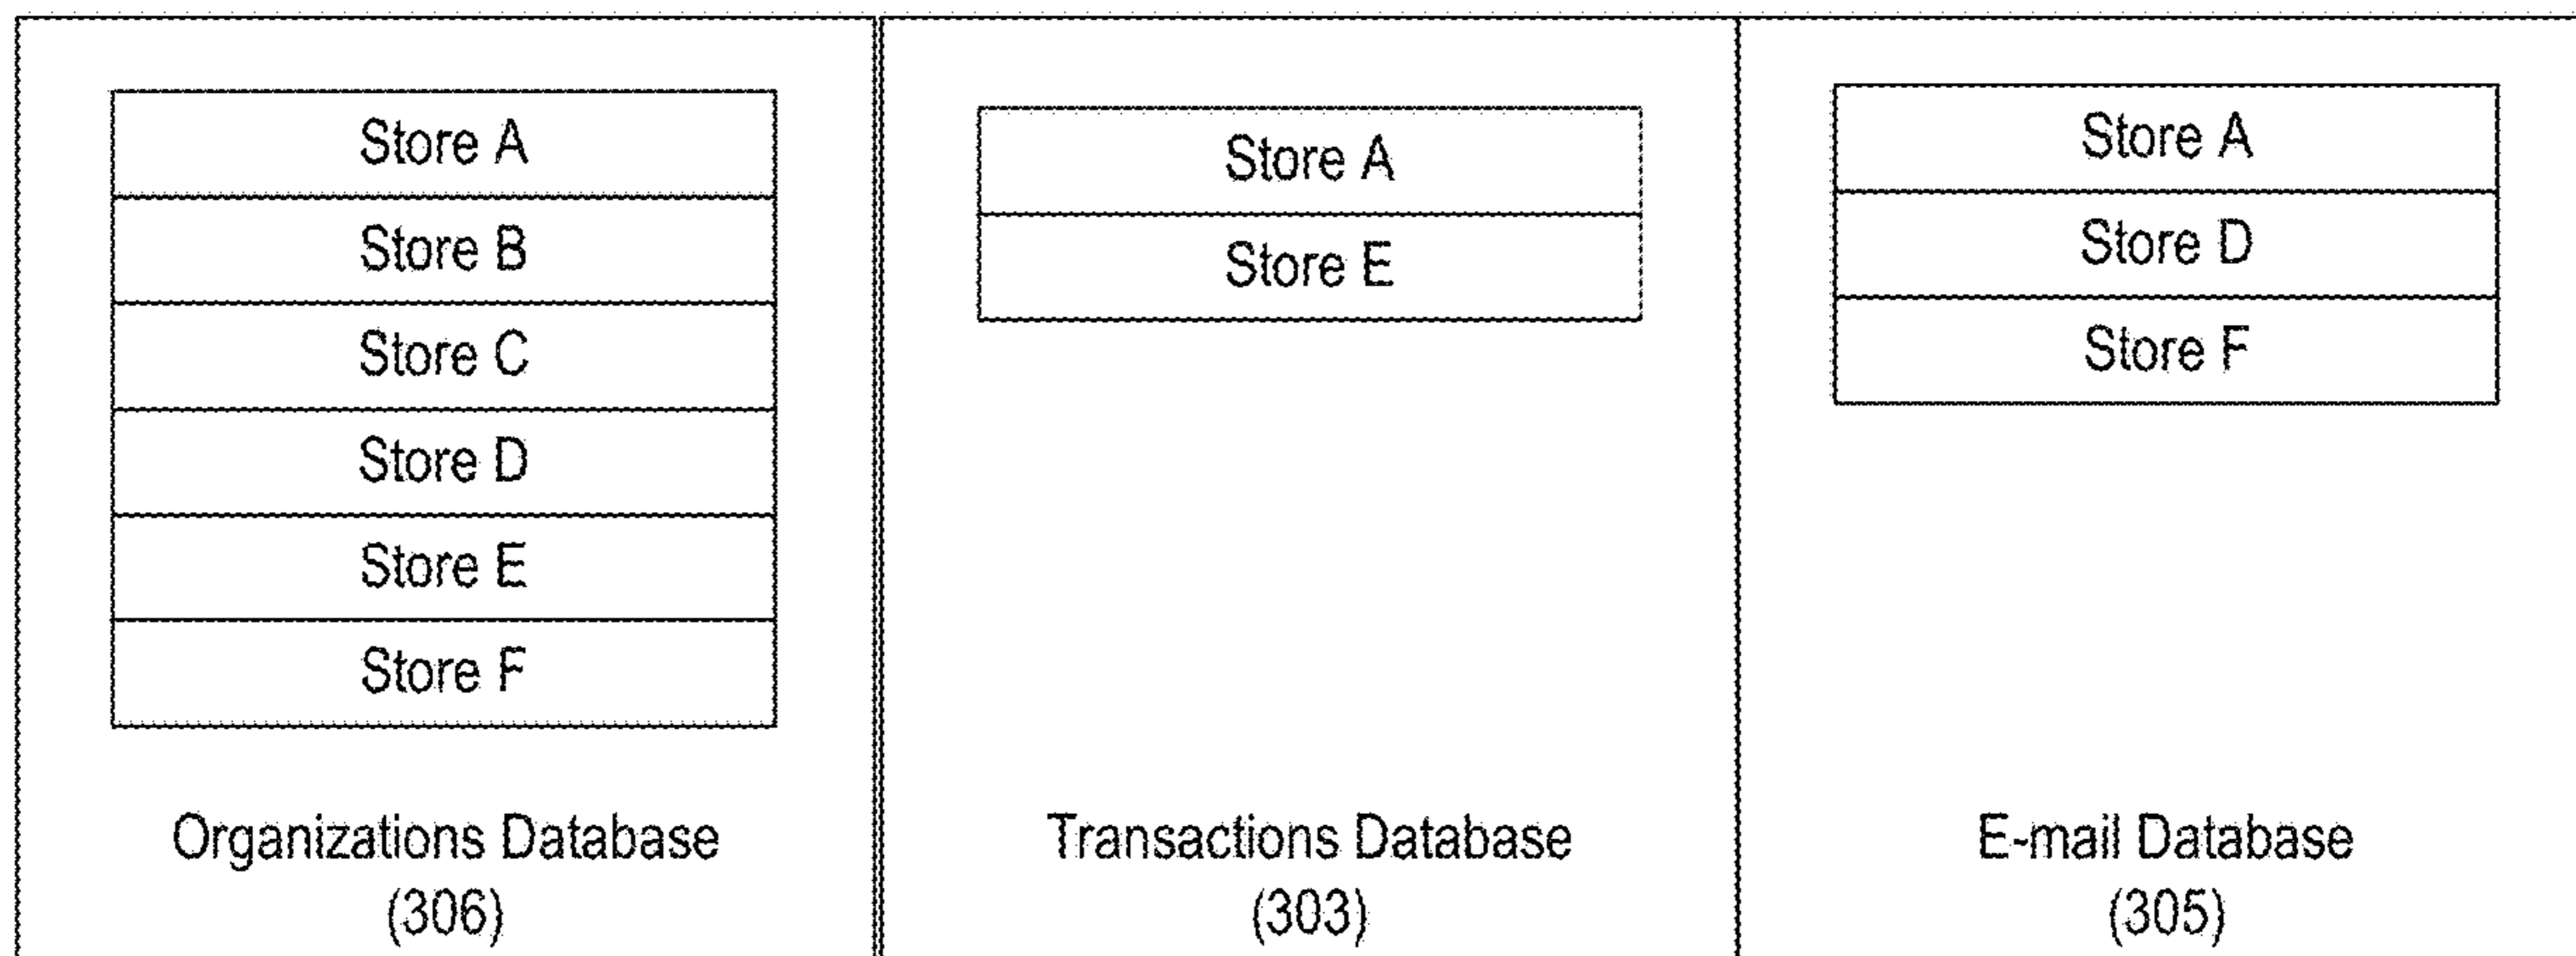 Store A
Store B
Store C
Store D
Store E
Store F
Organizations Database
(306)
Store A
Store E
Transactions Database
(303)
Store A
Store D
Store F
E-mail Database
(305)